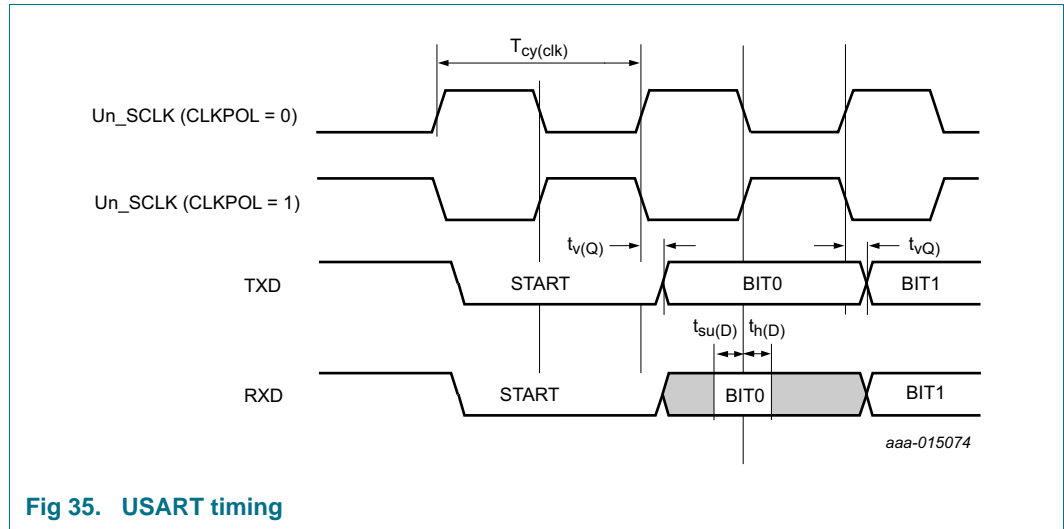 Tcy(clk)
Un_SCLK (CLKPOL = 0)
Un_SCLK (CLKPOL = 1)
tv(Q) tvQ)
TXD START BIT0 BIT1
tsu(D) th(D)
RXD START BIT0 BIT1
aaa-015074
Fig 35. USART timing